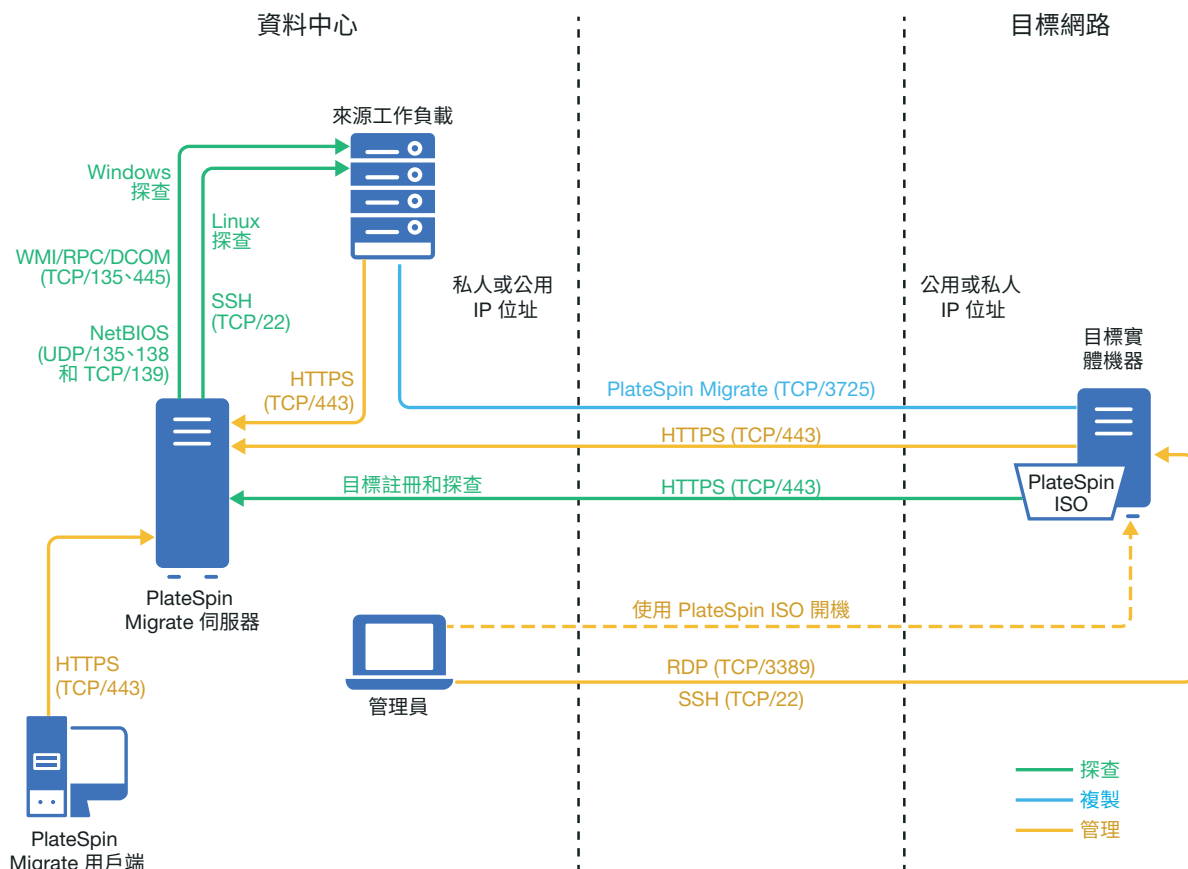 資料中心
目標網路
來源工作負載
Windows
探查
Linux
探查
WMI/RPC/DCOM
(TCP/135、445)
SSH
(TCP/22)
NetBIOS
(UDP/135、138
和 TCP/139)
私人或公用
IP 位址
公用或私人
IP 位址
目標實
體機器
HTTPS
(TCP/443)
PlateSpin Migrate (TCP/3725)
HTTPS (TCP/443)
目標註冊和探查
HTTPS (TCP/443)
PlateSpin
ISO
PlateSpin
Migrate 伺服器
使用 PlateSpin ISO 開機
HTTPS
(TCP/443)
RDP (TCP/3389)
SSH (TCP/22)
管理員
探查
複製
管理
PlateSpin
Migrate 用戶端